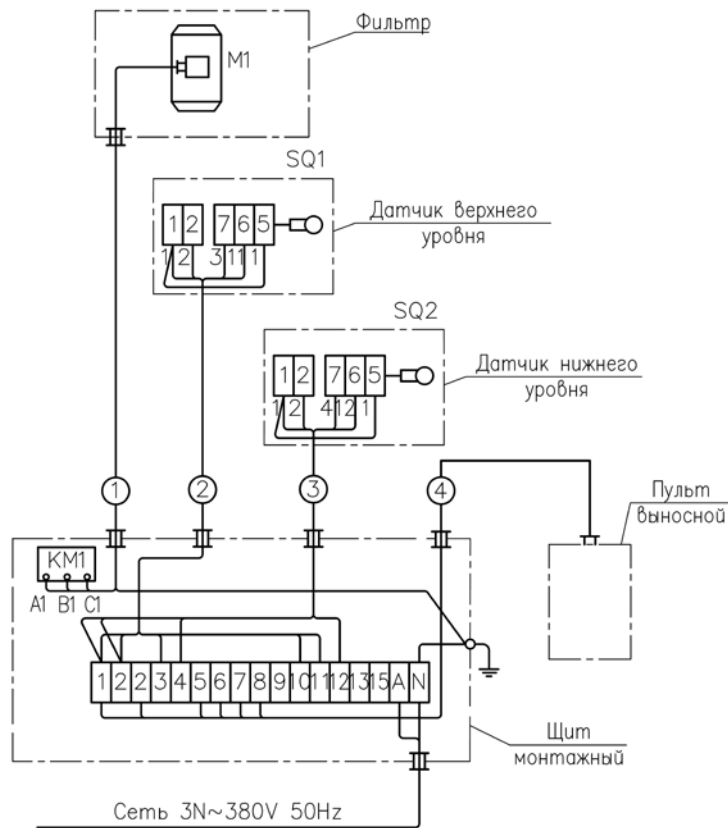 Фильтр
M1
SQ1
Датчик верхнего
уровня
1 2 7 6 5
1 2 3 11 1
SQ2
Датчик нижнего
уровня
1 2 7 6 5
1 2 4 12 1
1 2 3 4
Пульт
выносной
KM1
A1 B1 C1
1 2 2 3 4 5 6 7 8 9 10 11 12 13 15 A N
Щит
монтажный
Сеть 3N~380V 50Hz